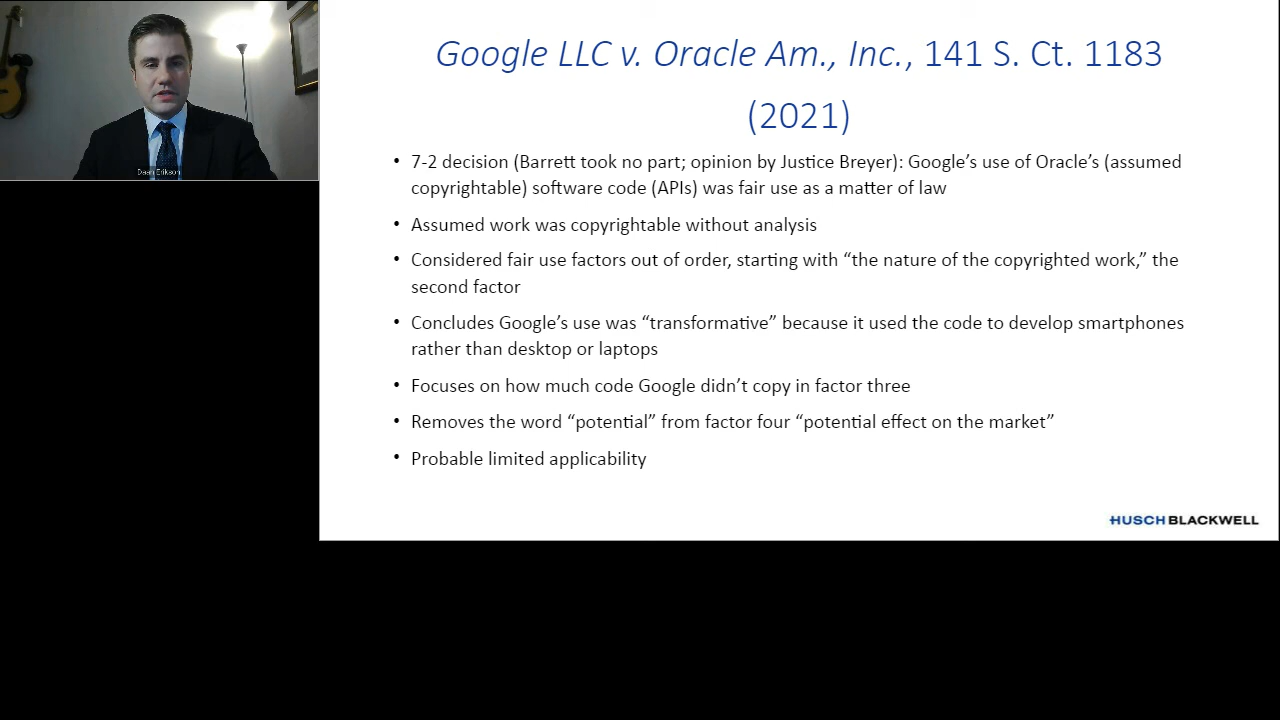 Google LLC v. Oracle Am., Inc., 141 S. Ct. 1183
(2021)
• 7-2 decision (Barrett took no part; opinion by Justice Breyer): Google’s use of Oracle’s (assumed
copyrightable) software code (APIs) was fair use as a matter of law
• Assumed work was copyrightable without analysis
• Considered fair use factors out of order, starting with “the nature of the copyrighted work,” the
second factor
• Concludes Google’s use was “transformative” because it used the code to develop smartphones
rather than desktop or laptops
• Focuses on how much code Google didn’t copy in factor three
• Removes the word “potential” from factor four “potential effect on the market”
• Probable limited applicability
Daan Erikson
HUSCH BLACKWELL